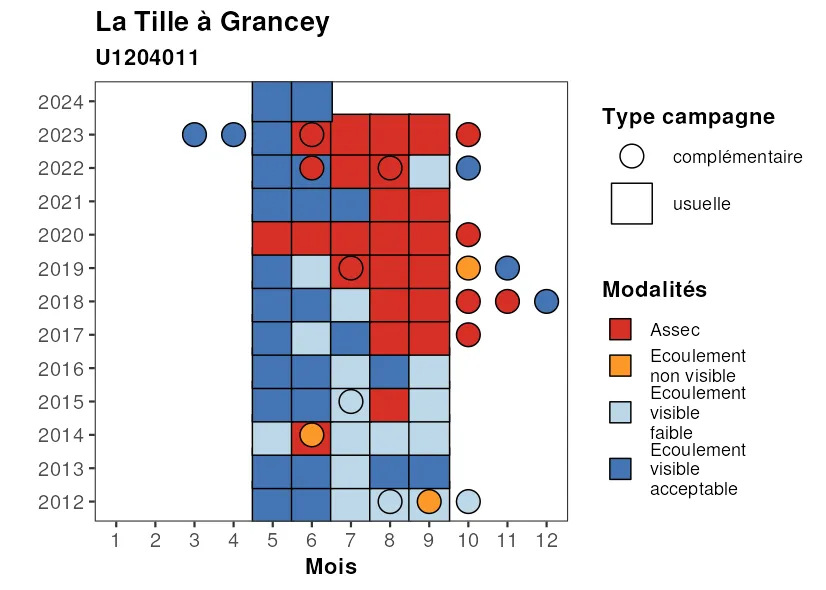 La Tille à Grancey
U1204011
2024
2023
2022
2021
2020
2019
2018
2017
2016
2015
2014
2013
2012
1 2 3 4 5 6 7 8 9 10 11 12
Mois
Type campagne
complémentaire
usuelle
Modalités
Assec
Ecoulement
non visible
Ecoulement
visible
faible
Ecoulement
visible
acceptable